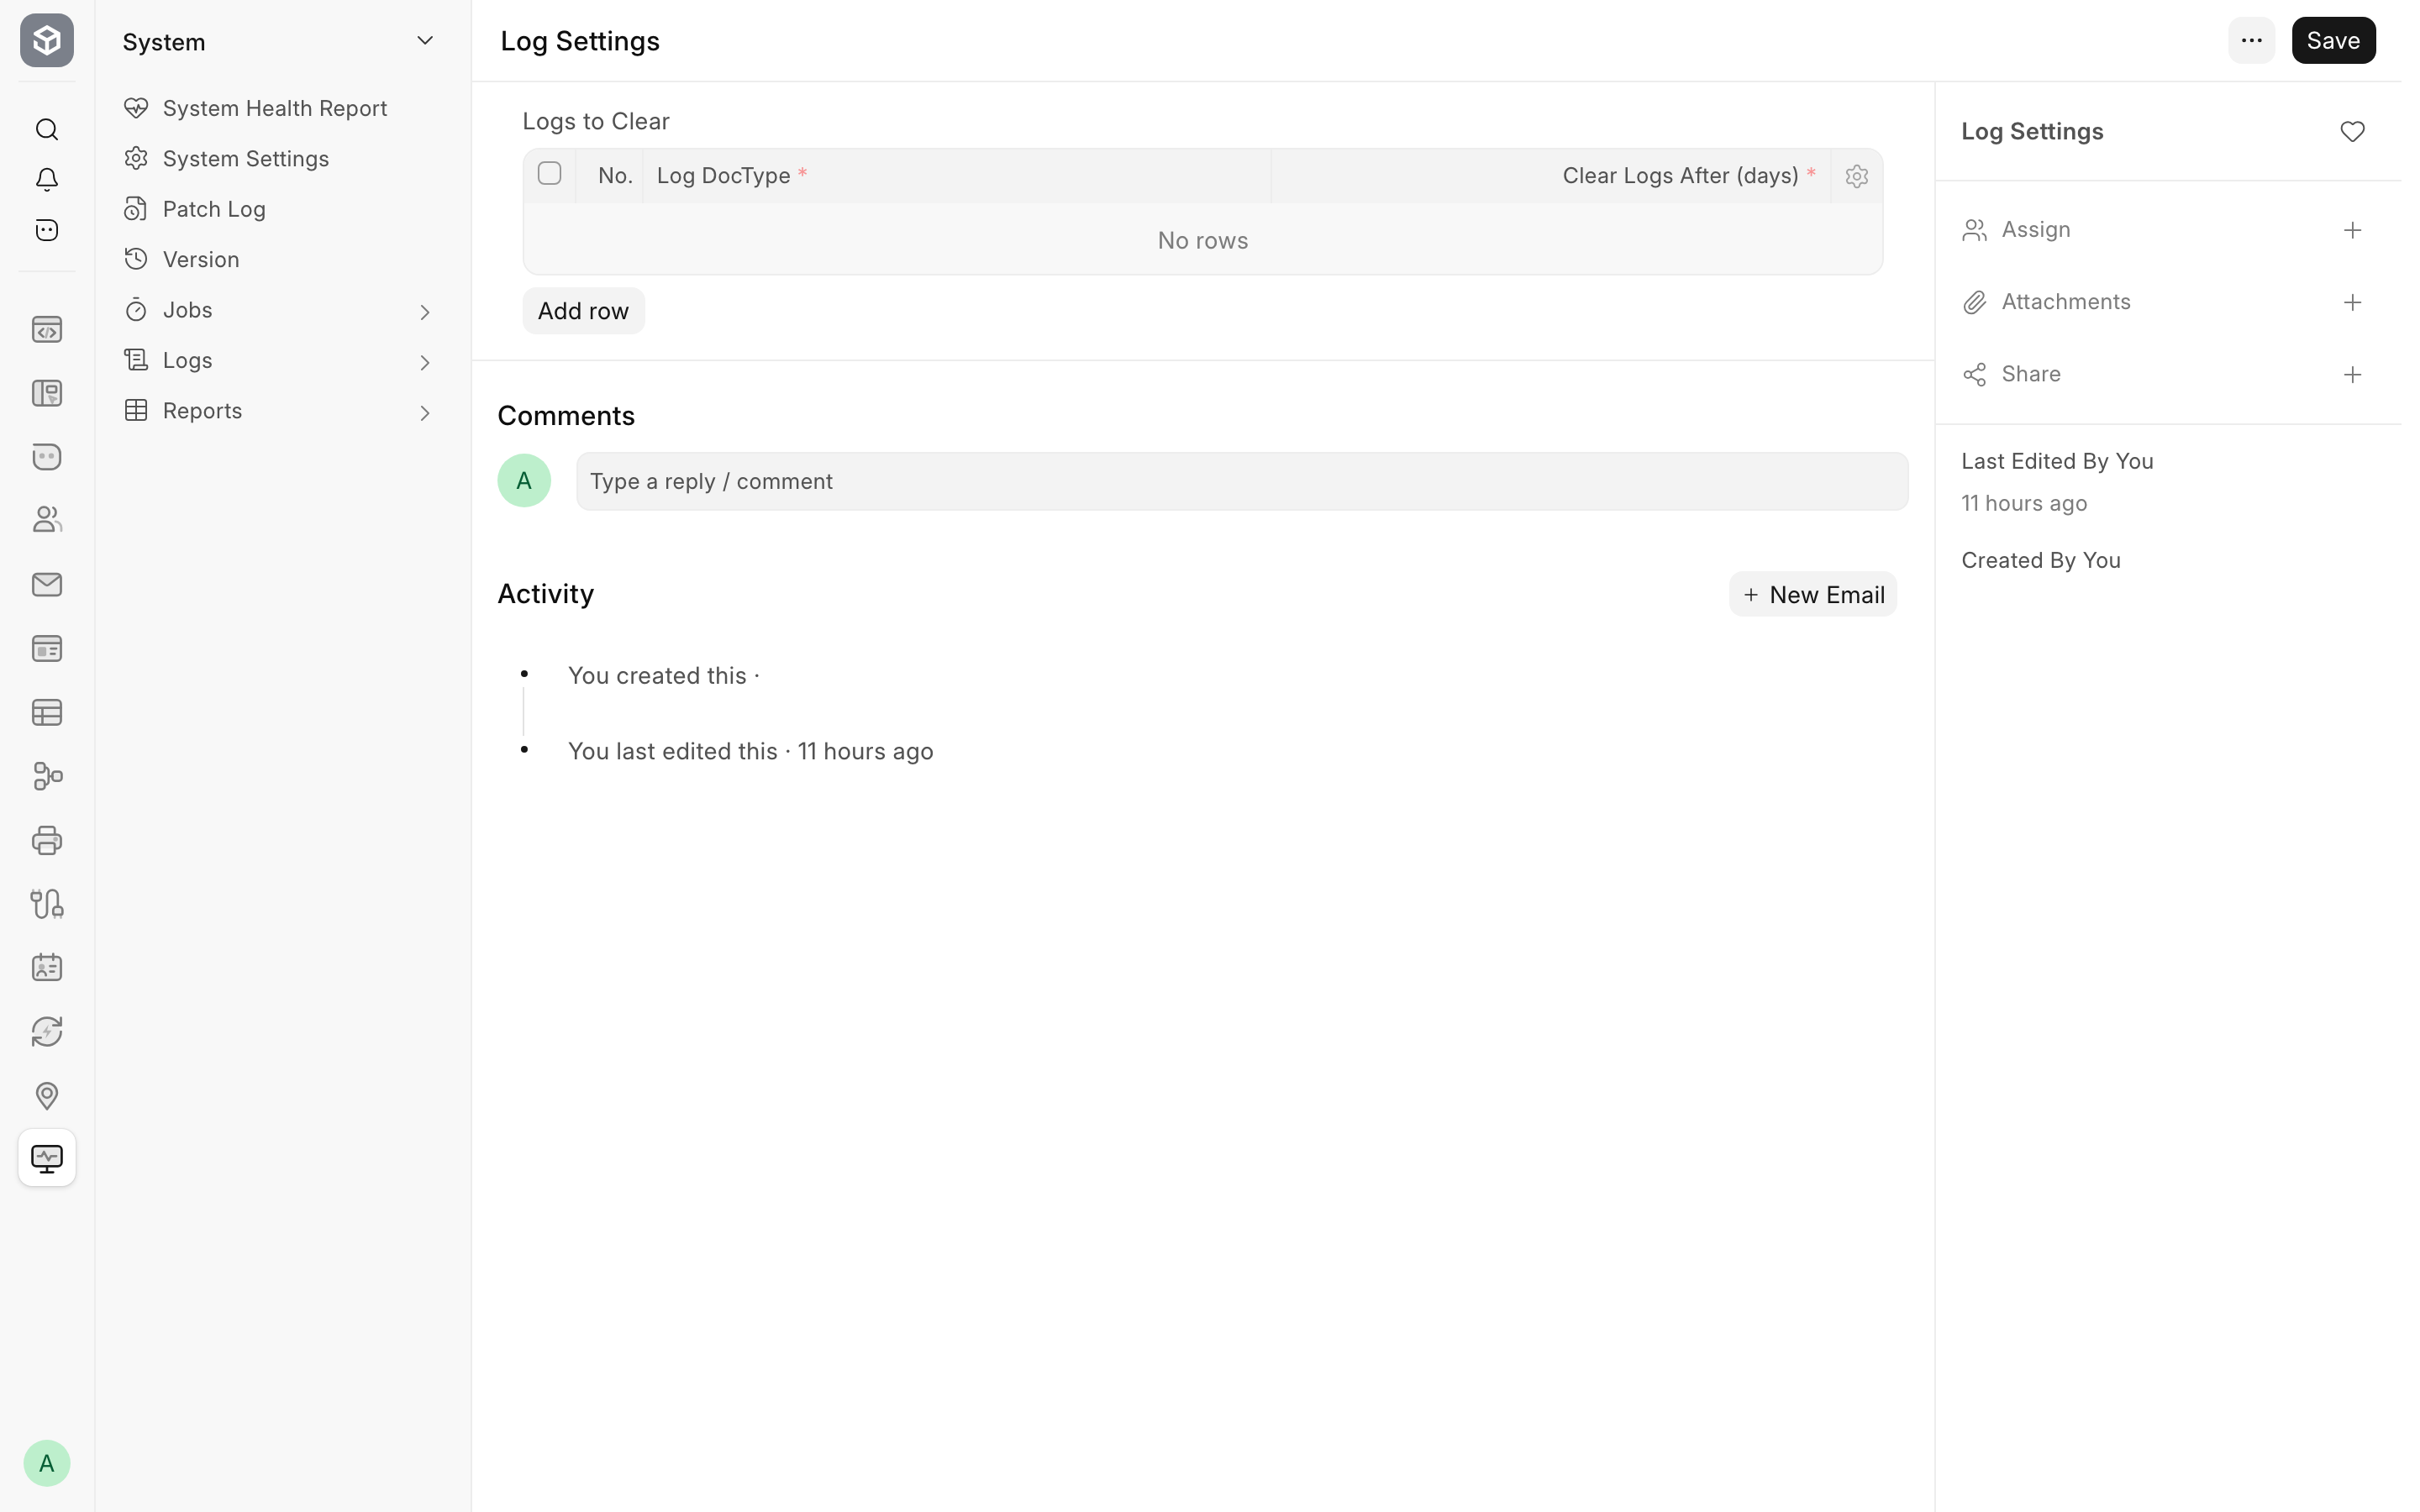 System
System Health Report
System Settings
Patch Log
Version
Jobs
Logs
Reports
A
Log Settings
... Save
Logs to Clear
No. Log DocType * Clear Logs After (days) *
No rows
Add row
Comments
A Type a reply / comment
Activity
+ New Email
You created this ·
You last edited this · 11 hours ago
Log Settings
Assign +
Attachments +
Share +
Last Edited By You
11 hours ago
Created By You